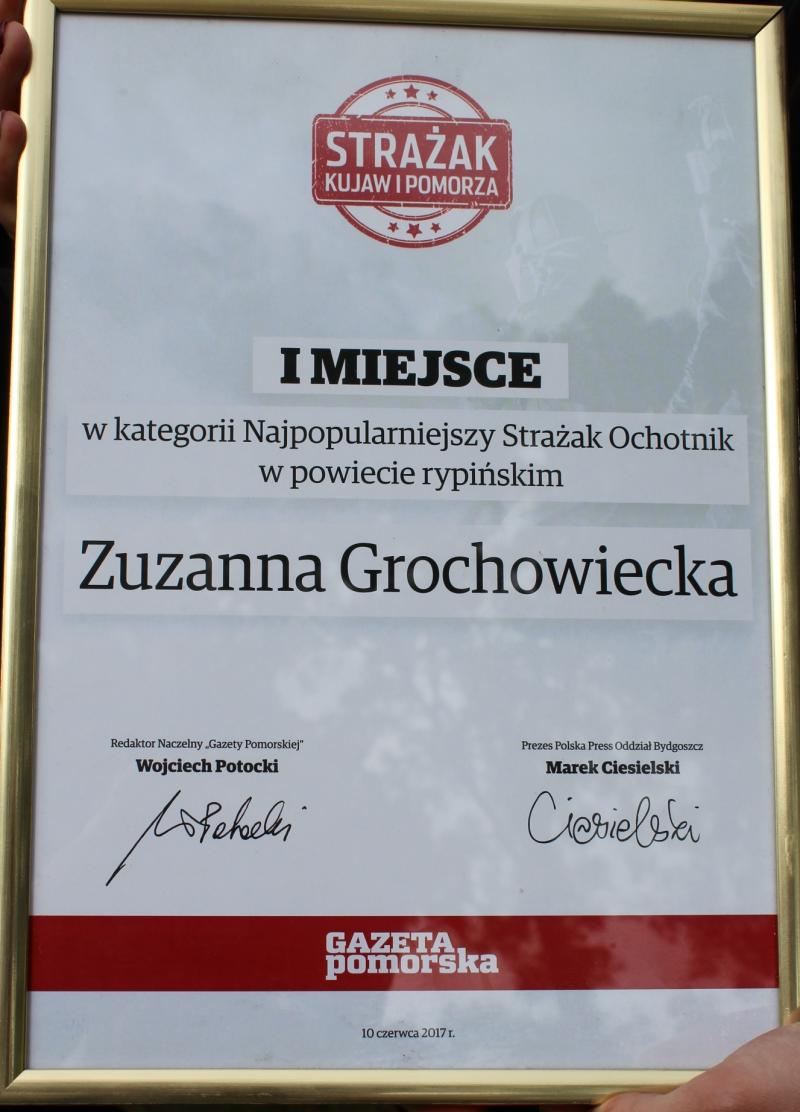 STRAŻAK
KUJAW I POMORZA
I MIEJSCE
w kategorii Najpopularniejszy Strażak Ochotnik
w powiecie rypińskim
Zuzanna Grochowiecka
Redaktor Naczelny „Gazety Pomorskiej”
Wojciech Potocki
Prezes Polska Press Oddział Bydgoszcz
Marek Ciesielski
Ciesielski
GAZETA
pomorska
10 czerwca 2017 r.